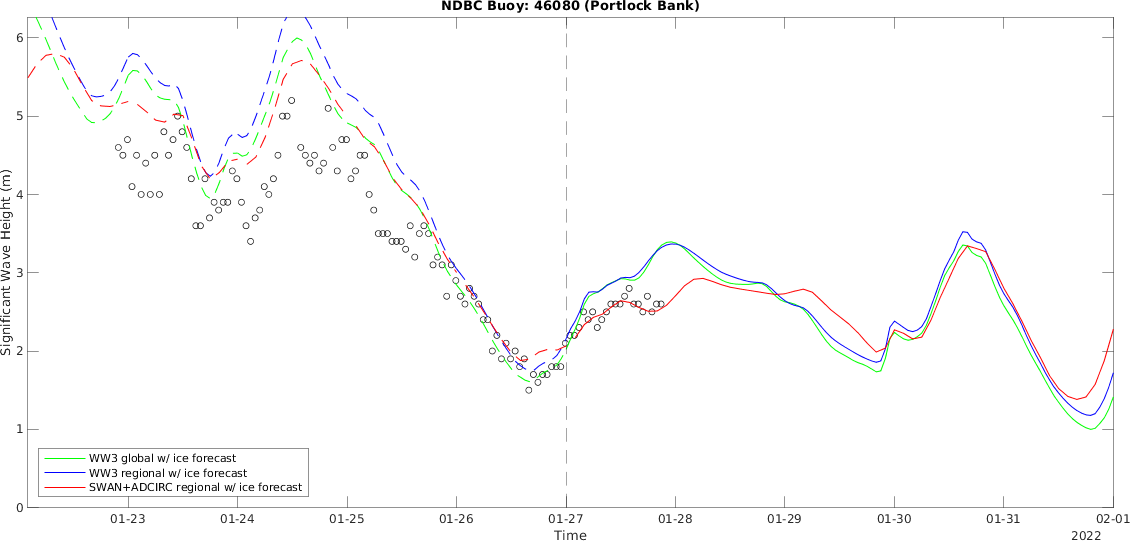 NDBC Buoy: 46080 (Portlock Bank)
Significant Wave Height (m)
6
5
4
3
2
1
0
WW3 global w/ ice forecast
WW3 regional w/ ice forecast
SWAN+ADCIRC regional w/ ice forecast
01-23 01-24 01-25 01-26 01-27 01-28 01-29 01-30 01-31 02-01
Time
2022